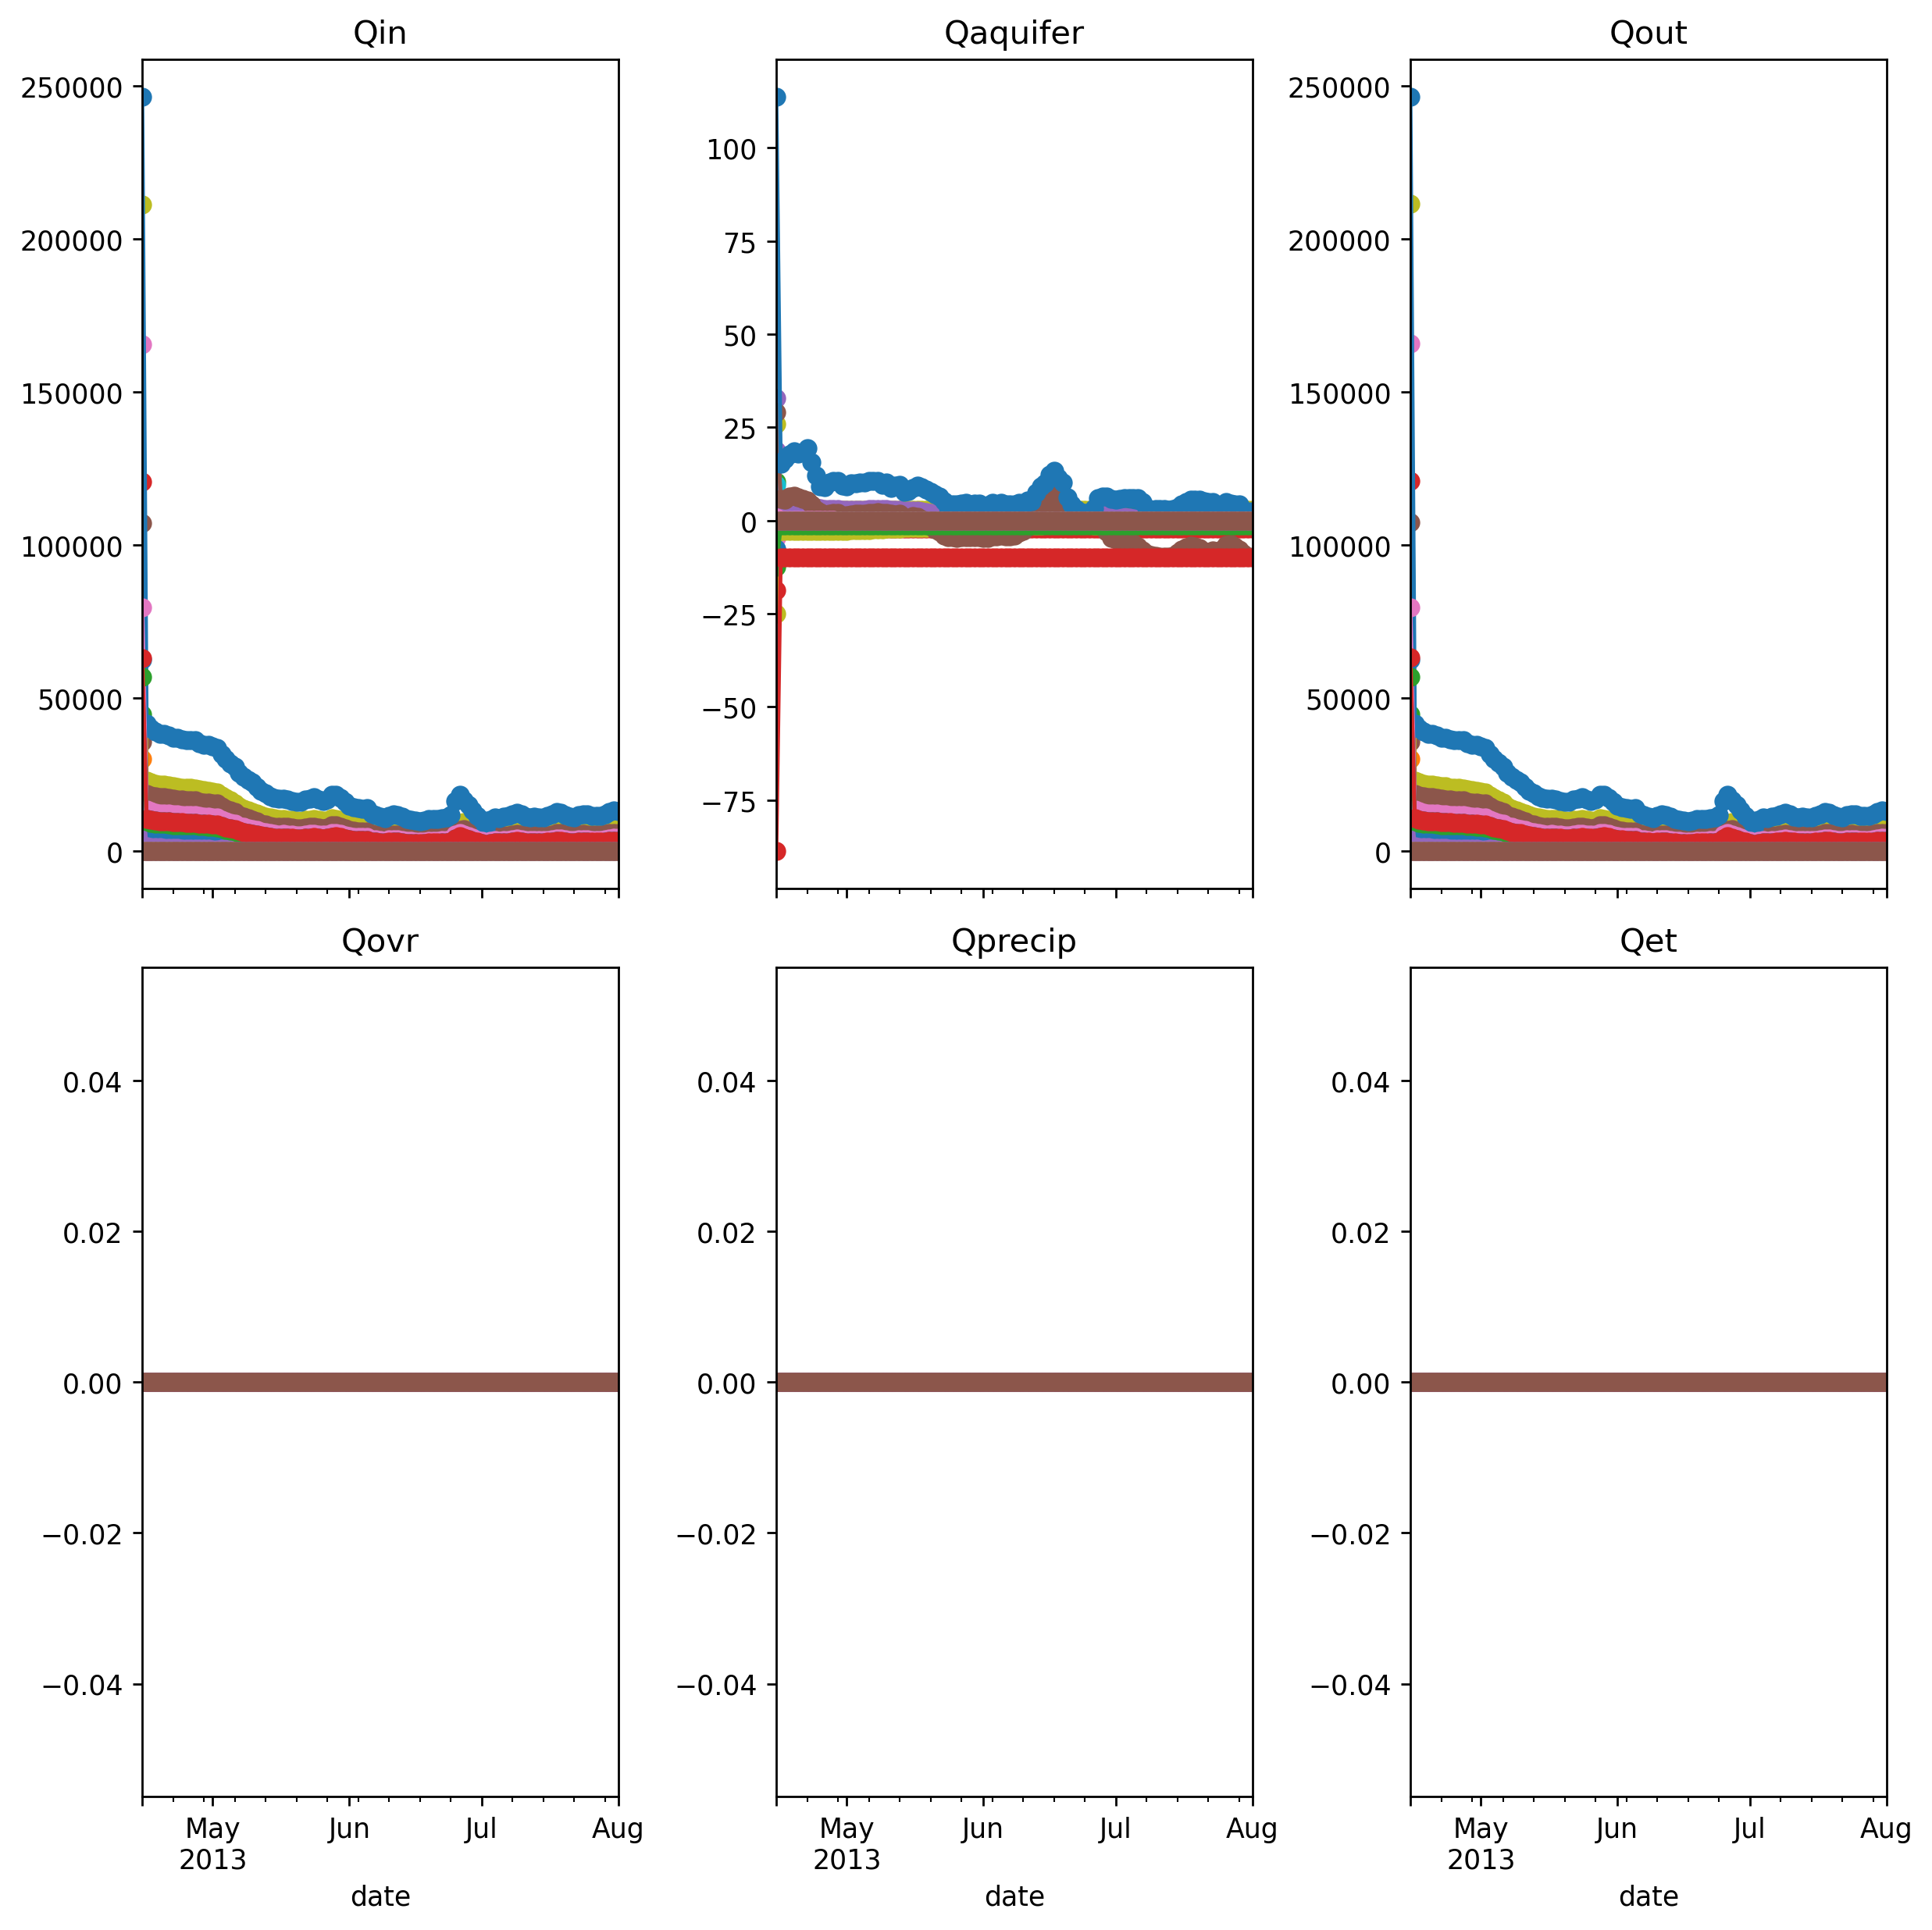 Qin
Qaquifer
Qout
250000
200000
150000
100000
50000
0
100
75
50
25
0
−25
−50
−75
250000
200000
150000
100000
50000
0
Qovr
Qprecip
Qet
0.04
0.02
0.00
−0.02
−0.04
May
2013
Jun
Jul
Aug
date
0.04
0.02
0.00
−0.02
−0.04
May
2013
Jun
Jul
Aug
date
0.04
0.02
0.00
−0.02
−0.04
May
2013
Jun
Jul
Aug
date